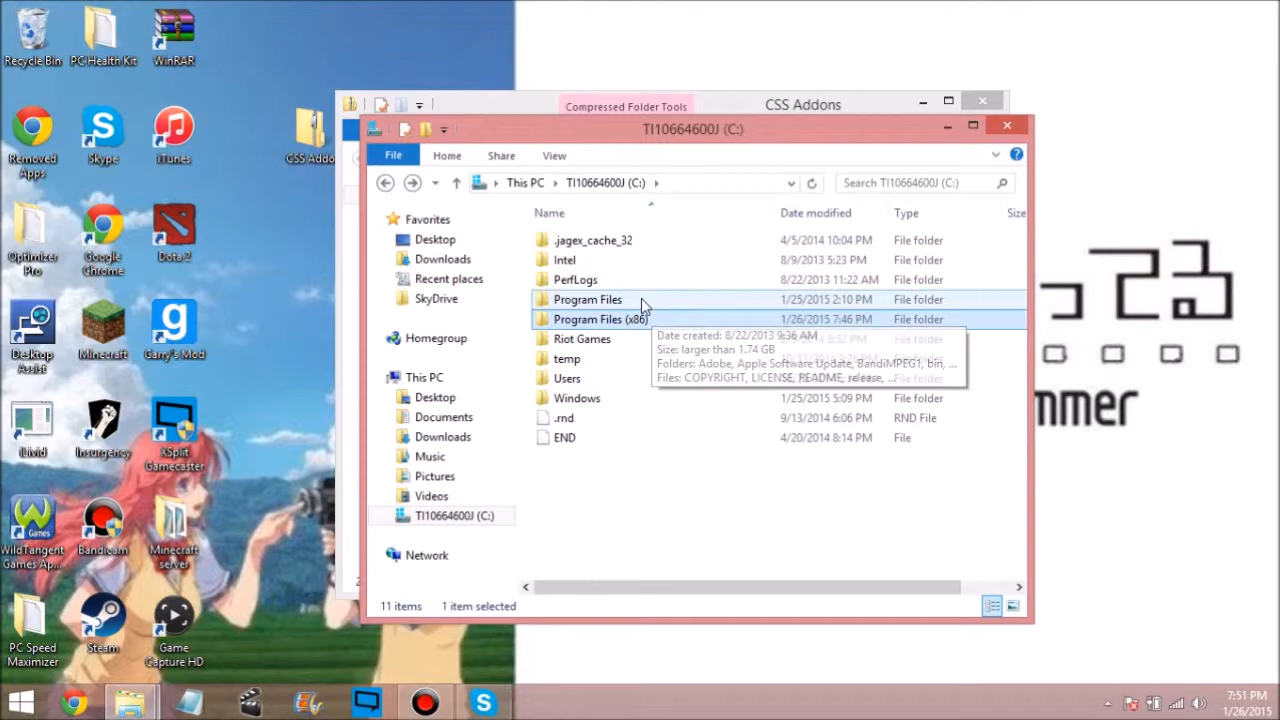 Recycle Bin
PC Health Kit
WinRAR
Removed Apps
Skype
iTunes
CSS Addo
Optimizer Pro
Google Chrome
Dota 2
Desktop Assist
Minecraft
Garry's Mod
iLivid
Insurgency
XSplit Gamecaster
WildTangent Games Ap...
Bandicam
Minecraft server
PC Speed Maximizer
Steam
Game Capture HD
Compressed Folder Tools
CSS Addons
TI10664600J (C:)
File
Home
Share
View
This PC
TI10664600J (C:)
Search TI10664600J (C:)
Name
Date modified
Type
Size
Favorites
Desktop
Downloads
Recent places
SkyDrive
Homegroup
This PC
Desktop
Documents
Downloads
Music
Pictures
Videos
TI10664600J (C:)
Network
.jagex_cache_32 4/5/2014 10:04 PM File folder
Intel 8/9/2013 5:23 PM File folder
PerfLogs 8/22/2013 11:22 AM File folder
Program Files 1/25/2015 2:10 PM File folder
Program Files (x86) 1/26/2015 7:46 PM File folder
Riot Games File folder
temp File folder
Users
Windows 1/25/2015 5:09 PM File folder
.rnd 9/13/2014 6:06 PM RND File
END 4/20/2014 8:14 PM File
Date created: 8/22/2013 9:36 AM
Size: larger than 1.74 GB
Folders: Adobe, Apple Software Update, BandiMPEG1, bin, ...
Files: COPYRIGHT, LICENSE, README, release, ...
11 items 1 item selected
mmer
7:51 PM
1/26/2015